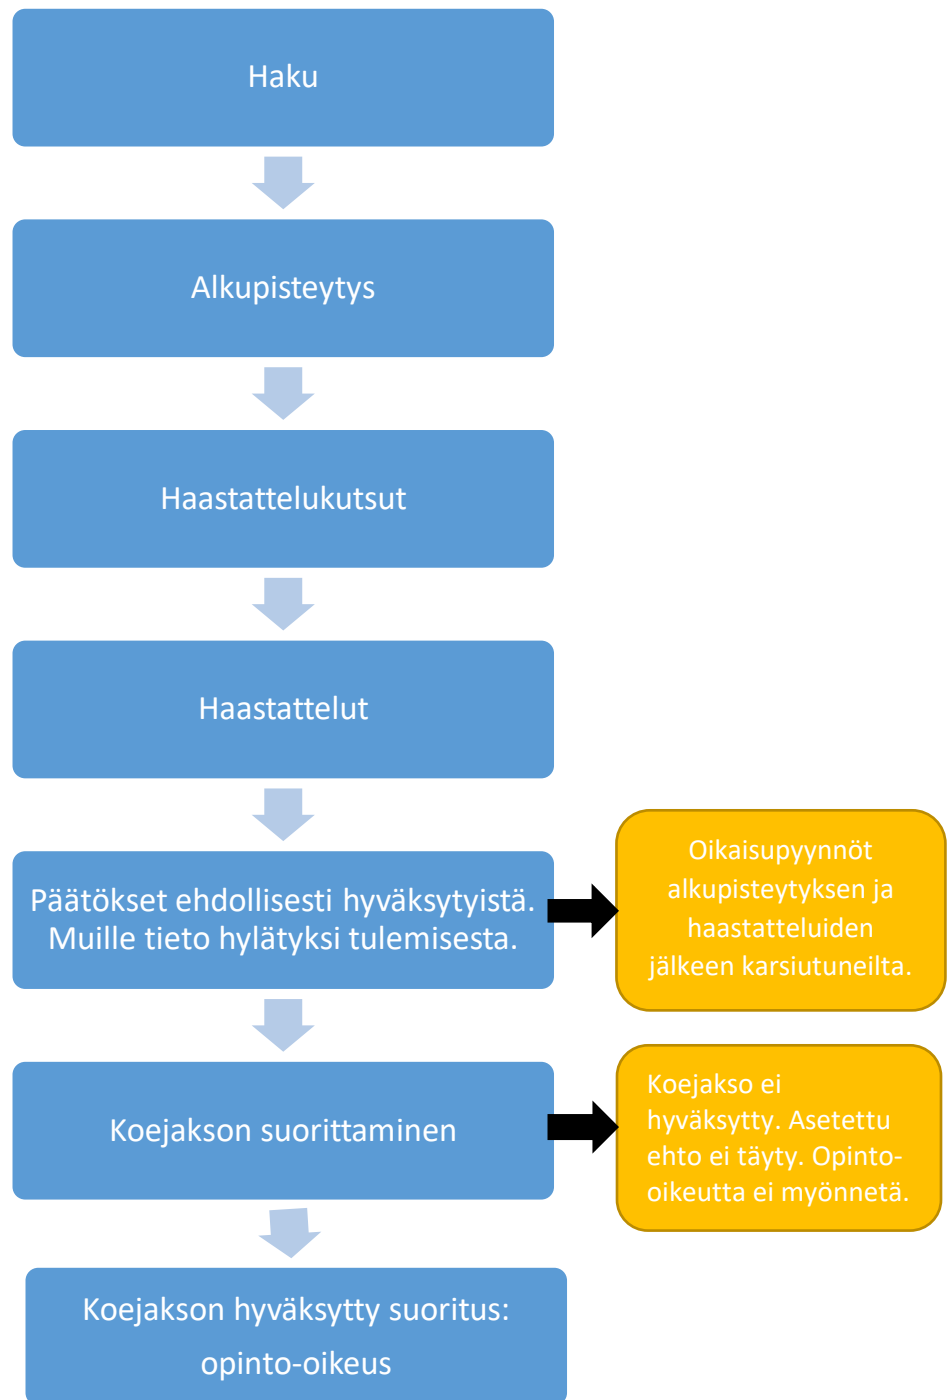 Haku
Alkupisteytys
Haastattelukutsut
Haastattelut
Päätökset ehdollisesti hyväksytyistä.
Muille tieto hylätyksi tulemisesta.
Oikaisupyynnöt
alkupisteytyksen ja
haastatteluiden
jälkeen karsiutuneilta.
Koejakson suorittaminen
Koejakso ei
hyväksytty. Asetettu
ehto ei täyty. Opinto-
oikeutta ei myönnetä.
Koejakson hyväksytty suoritus:
opinto-oikeus